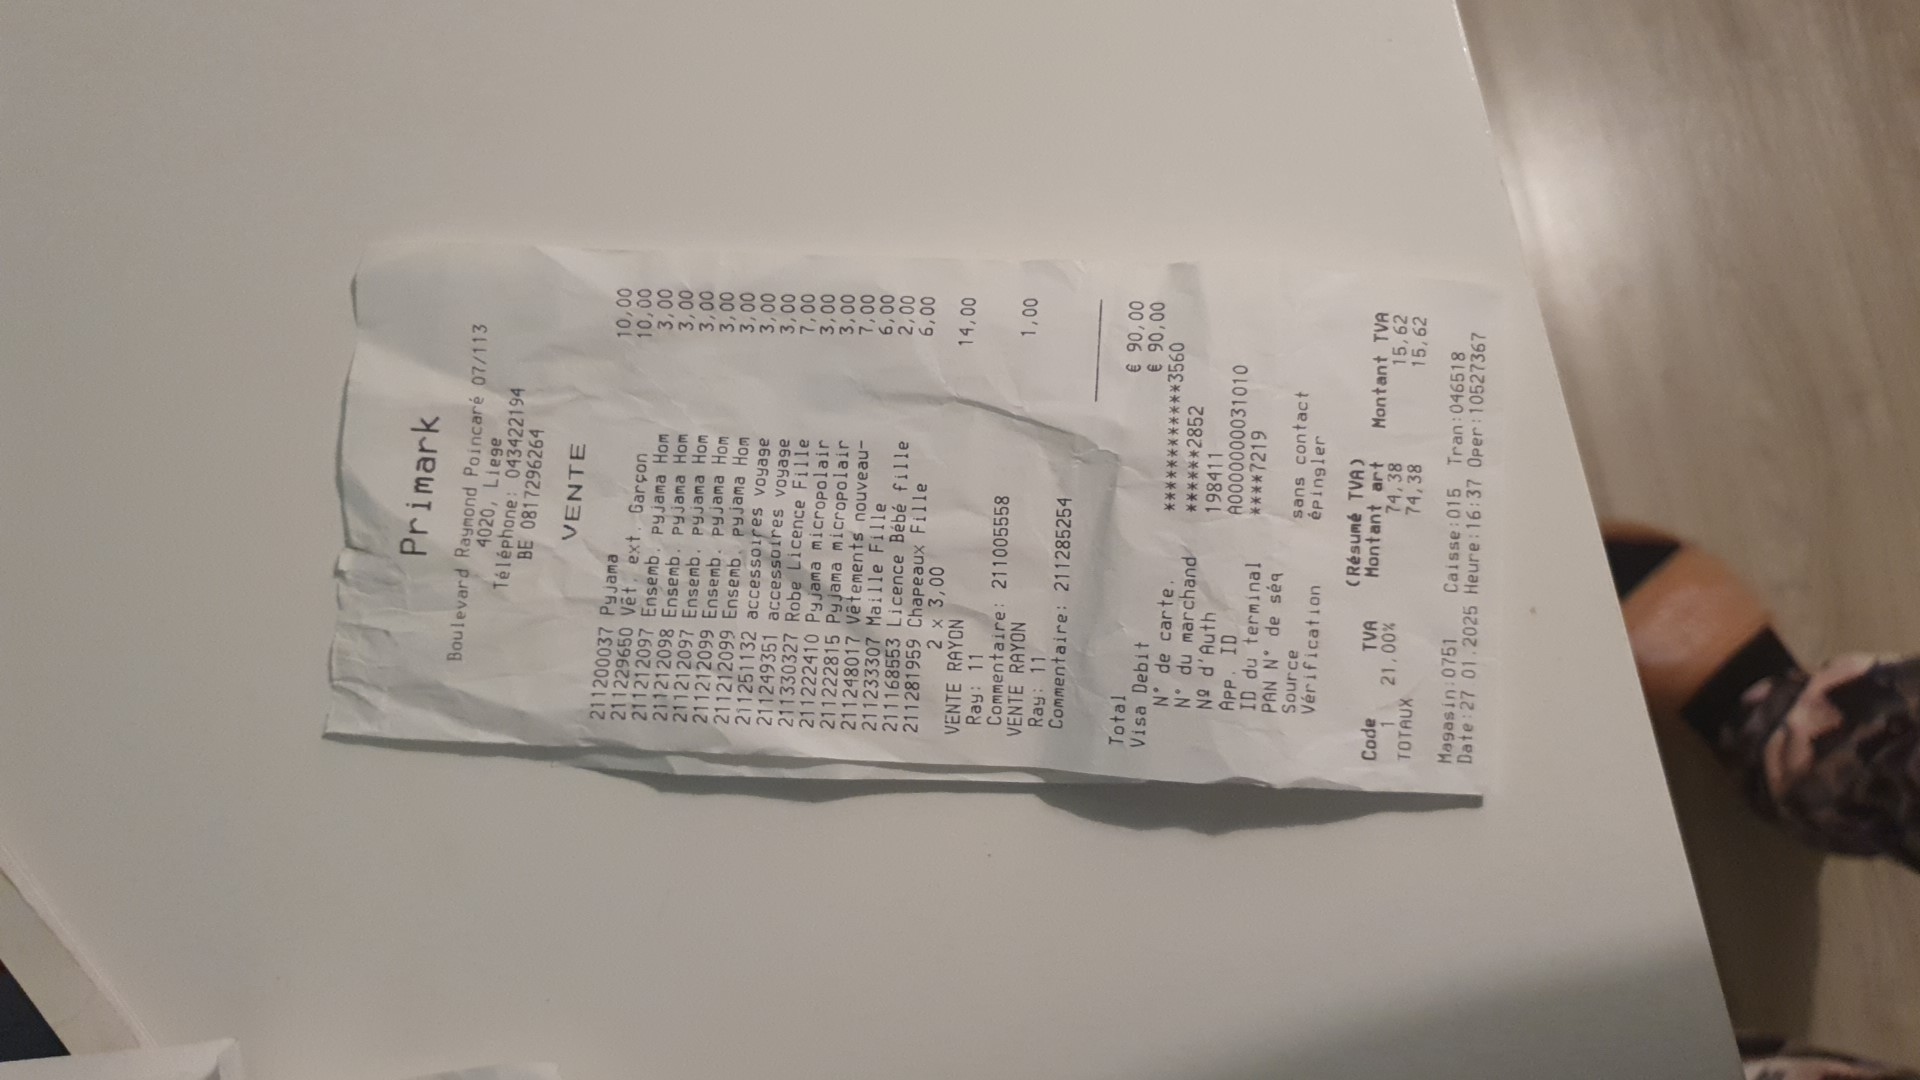 Primark
Boulevard Raymond Poincaré 07/113
4020, Liege
Téléphone: 043422194
BE 0817296264
VENTE
211200037 Pyjama 10,00
211229650 Vêt. ext. Garçon 10,00
211212097 Ensemb. pyjama Hom 3,00
211212098 Ensemb. pyjama Hom 3,00
211212097 Ensemb. pyjama Hom 3,00
211212099 Ensemb. pyjama Hom 3,00
211212099 Ensemb. pyjama Hom 3,00
211251132 accessoires voyage 3,00
211249351 accessoires voyage 3,00
211330327 Robe Licence Fille 7,00
211222410 Pyjama micropolair 3,00
211222815 Pyjama micropolair 3,00
211248017 Vêtements nouveau- 7,00
211233307 Maille Fille 6,00
211168553 Licence Bébé fille 2,00
211281959 Chapeaux Fille 6,00
2 x 3,00
VENTE RAYON 14,00
Ray: 11
Commentaire: 211005558
VENTE RAYON 1,00
Ray: 11
Commentaire: 211285254
Total € 90,00
Visa Debit € 90,00
N° de carte. ************3560
N° du marchand ******2852
Nº d'Auth 198411
App. ID A0000000031010
ID du terminal ****7219
PAN N° de séq
Source sans contact
Vérification épingler
(Résumé TVA)
Code TVA Montant art Montant TVA
1 21,00% 74,38 15,62
TOTAUX 74,38 15,62
Magasin:0751 Caisse:015 Tran:046518
Date:27 01.2025 Heure:16:37 Oper:10527367